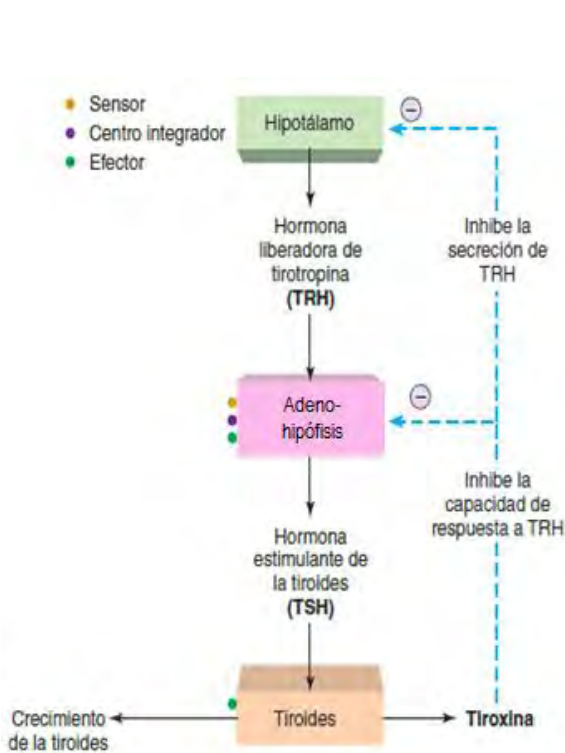 Sensor
Centro integrador
Efector
Hipotálamo
−
Hormona
liberadora de
tirotropina
(TRH)
Inhibe la
secreción de
TRH
Adeno-
hipófisis
−
Inhibe la
capacidad de
respuesta a TRH
Hormona
estimulante de
la tiroides
(TSH)
Tiroides
Crecimiento
de la tiroides
Tiroxina